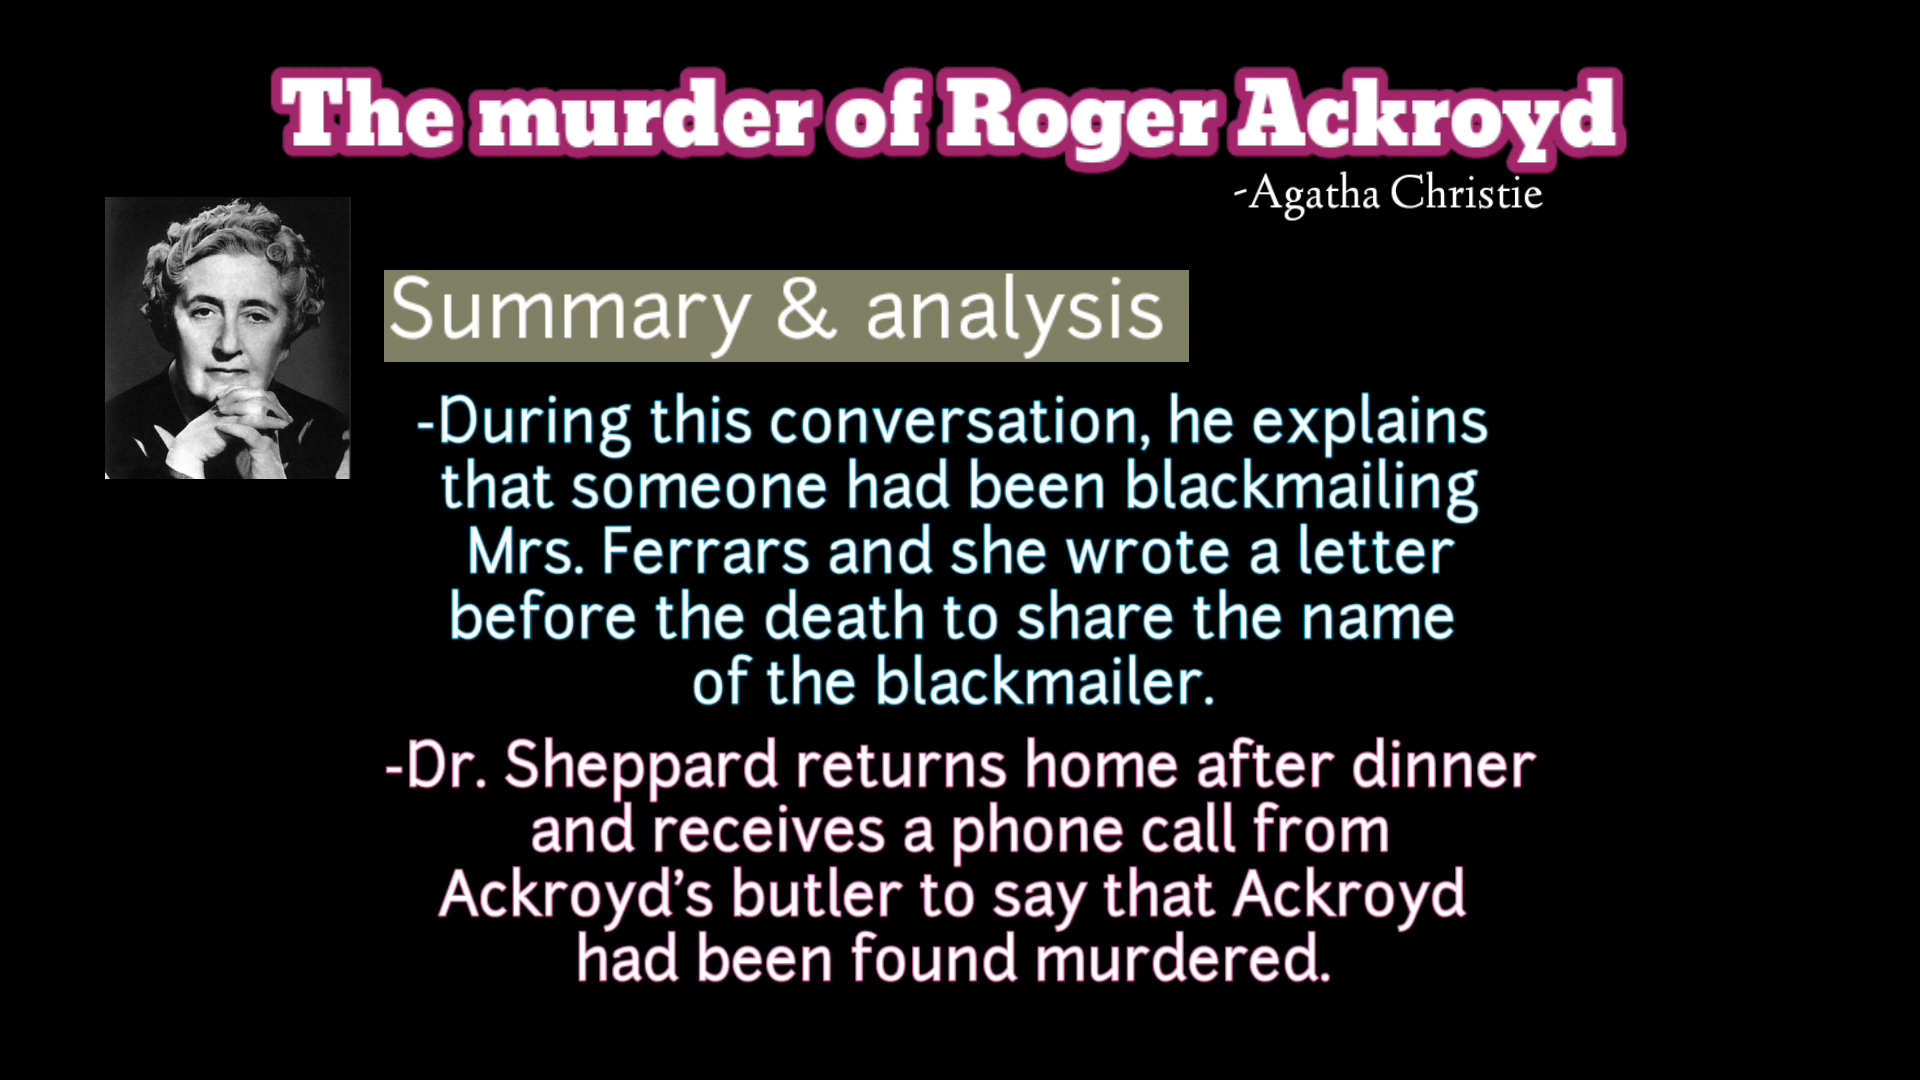 The murder of Roger Ackroyd
-Agatha Christie
Summary & analysis
-During this conversation, he explains
that someone had been blackmailing
Mrs. Ferrars and she wrote a letter
before the death to share the name
of the blackmailer.
-Dr. Sheppard returns home after dinner
and receives a phone call from
Ackroyd’s butler to say that Ackroyd
had been found murdered.